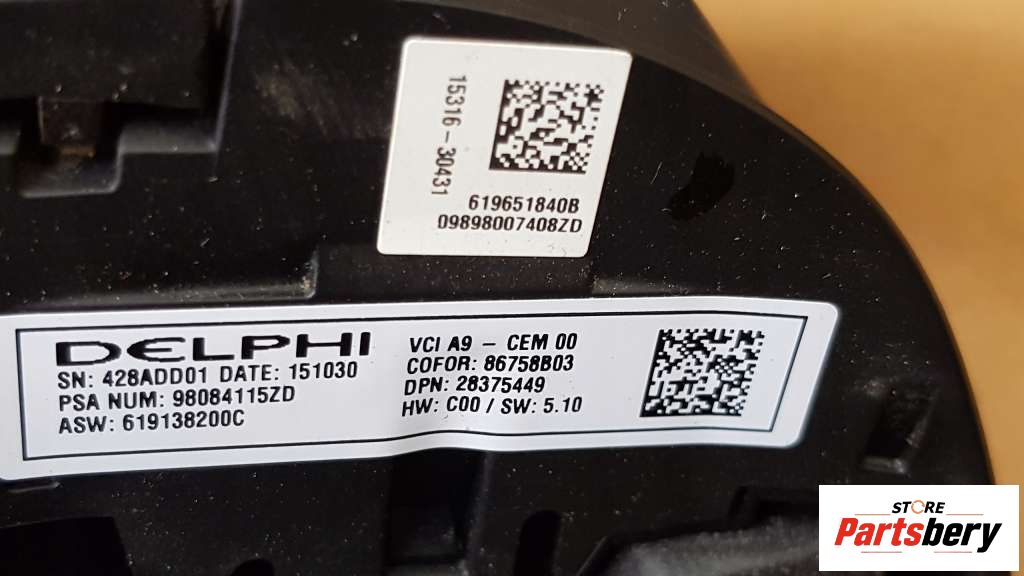 15316-30431
619651840B
09898007408ZD
DELPHI
SN: 428ADD01 DATE: 151030
PSA NUM: 98084115ZD
ASW: 619138200C
VCI A9 - CEM 00
COFOR: 86758B03
DPN: 28375449
HW: C00 / SW: 5.10
STORE
Partsbery